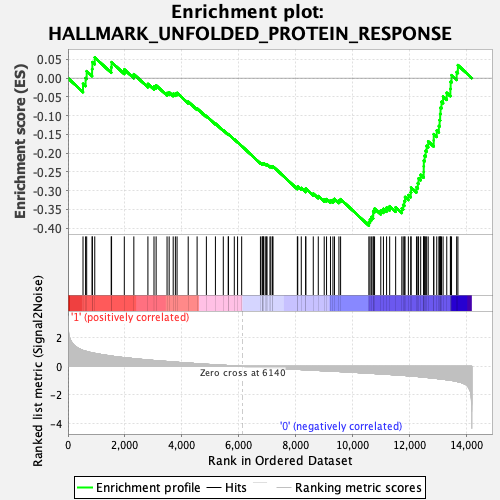 Enrichment plot:
HALLMARK_UNFOLDED_PROTEIN_RESPONSE
Enrichment score (ES)
0.05
0.00
-0.05
-0.10
-0.15
-0.20
-0.25
-0.30
-0.35
-0.40
'1' (positively correlated)
Ranked list metric (Signal2Noise)
2
0
-2
-4
Zero cross at 6140
'0' (negatively correlated)
0
2,000
4,000
6,000
8,000
10,000
12,000
14,000
Rank in Ordered Dataset
Enrichment profile
Hits
Ranking metric scores